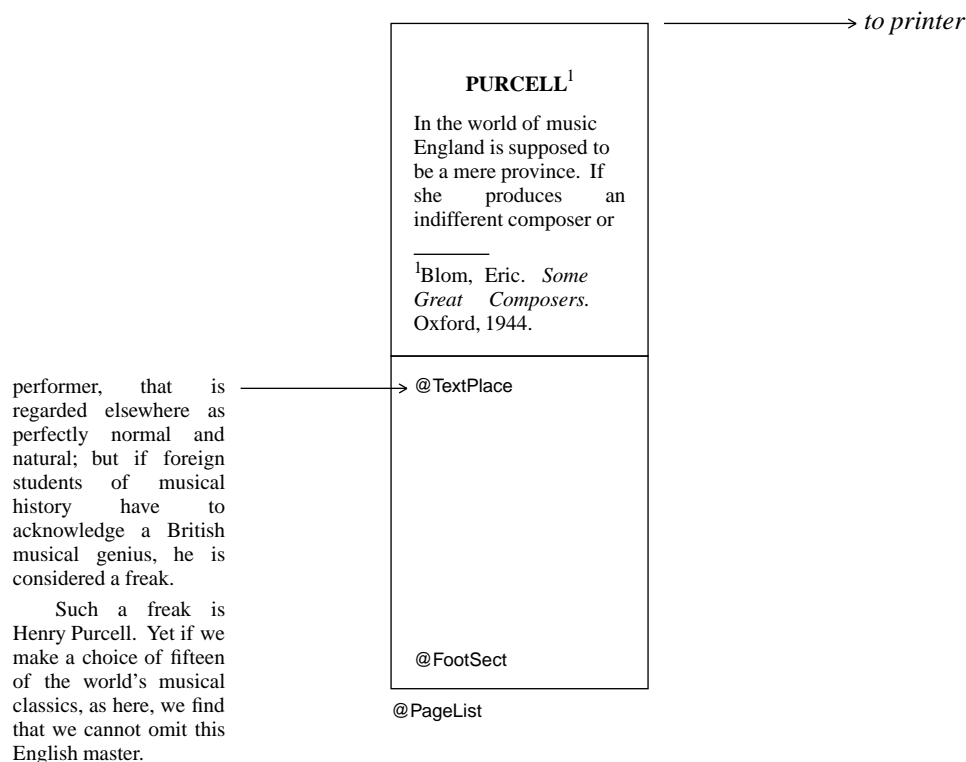 to printer
PURCELL1
In the world of music
England is supposed to
be a mere province. If
she produces an
indifferent composer or
1Blom, Eric. Some
Great Composers.
Oxford, 1944.
performer, that is
regarded elsewhere as
perfectly normal and
natural; but if foreign
students of musical
history have to
acknowledge a British
musical genius, he is
considered a freak.
Such a freak is
Henry Purcell. Yet if we
make a choice of fifteen
of the world's musical
classics, as here, we find
that we cannot omit this
English master.
@TextPlace
@FootSect
@PageList